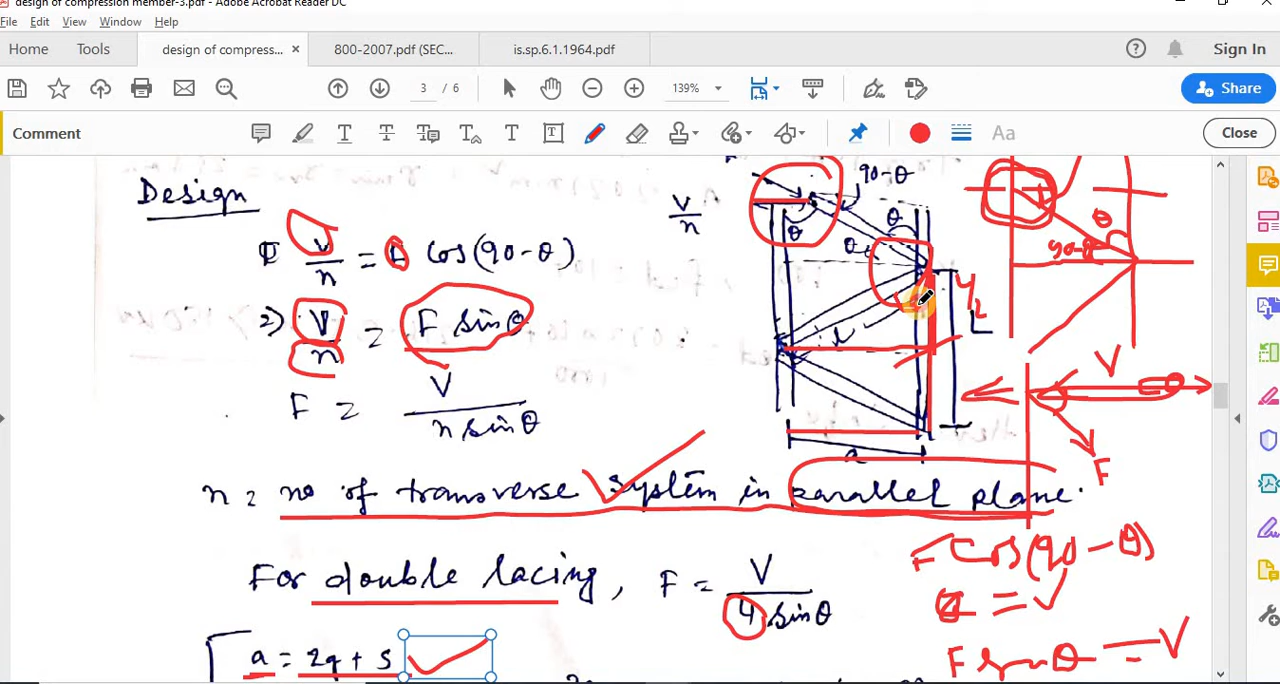 design of compression member-3.pdf - Adobe Acrobat Reader DC
File Edit View Window Help
Home Tools design of compress... × 800-2007.pdf (SEC... is.sp.6.1.1964.pdf Sign In
3 / 6 139% Share
Comment Aa Close
Design
V/n = F cos(90-θ)
2) V/n = F sinθ
F = V / n sinθ
V/n
90-θ
θ
θ
θ
l
L
a
θ
90-θ
V
F
n = no of transverse system in parallel plane.
F cos(90-θ)
= V
F sinθ = V
For double lacing, F = V / 4 sinθ
a = 2g + S